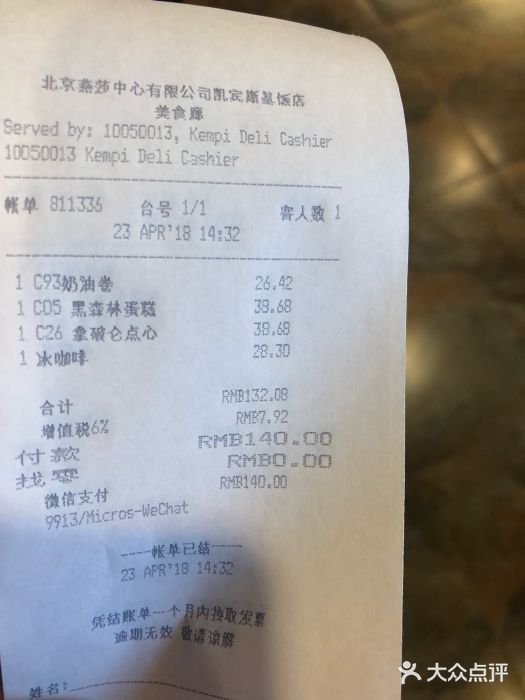 北京燕莎中心有限公司凯宾斯基饭店
美食廊
Served by: 10050013, Kempi Deli Cashier
10050013 Kempi Deli Cashier
帐单 811336 台号 1/1 客人数 1
23 APR'18 14:32
1 C93奶油卷 26.42
1 C05 黑森林蛋糕 38.68
1 C26 拿破仑点心 38.68
1 冰咖啡 28.30
合计 RMB132.08
增值税6% RMB7.92
付款 RMB140.00
找零 RMB0.00
微信支付 RMB140.00
9913/Micros-WeChat
----帐单已结----
23 APR'18 14:32
凭结账单一个月内换取发票
逾期无效 敬请谅解
姓名:
大众点评